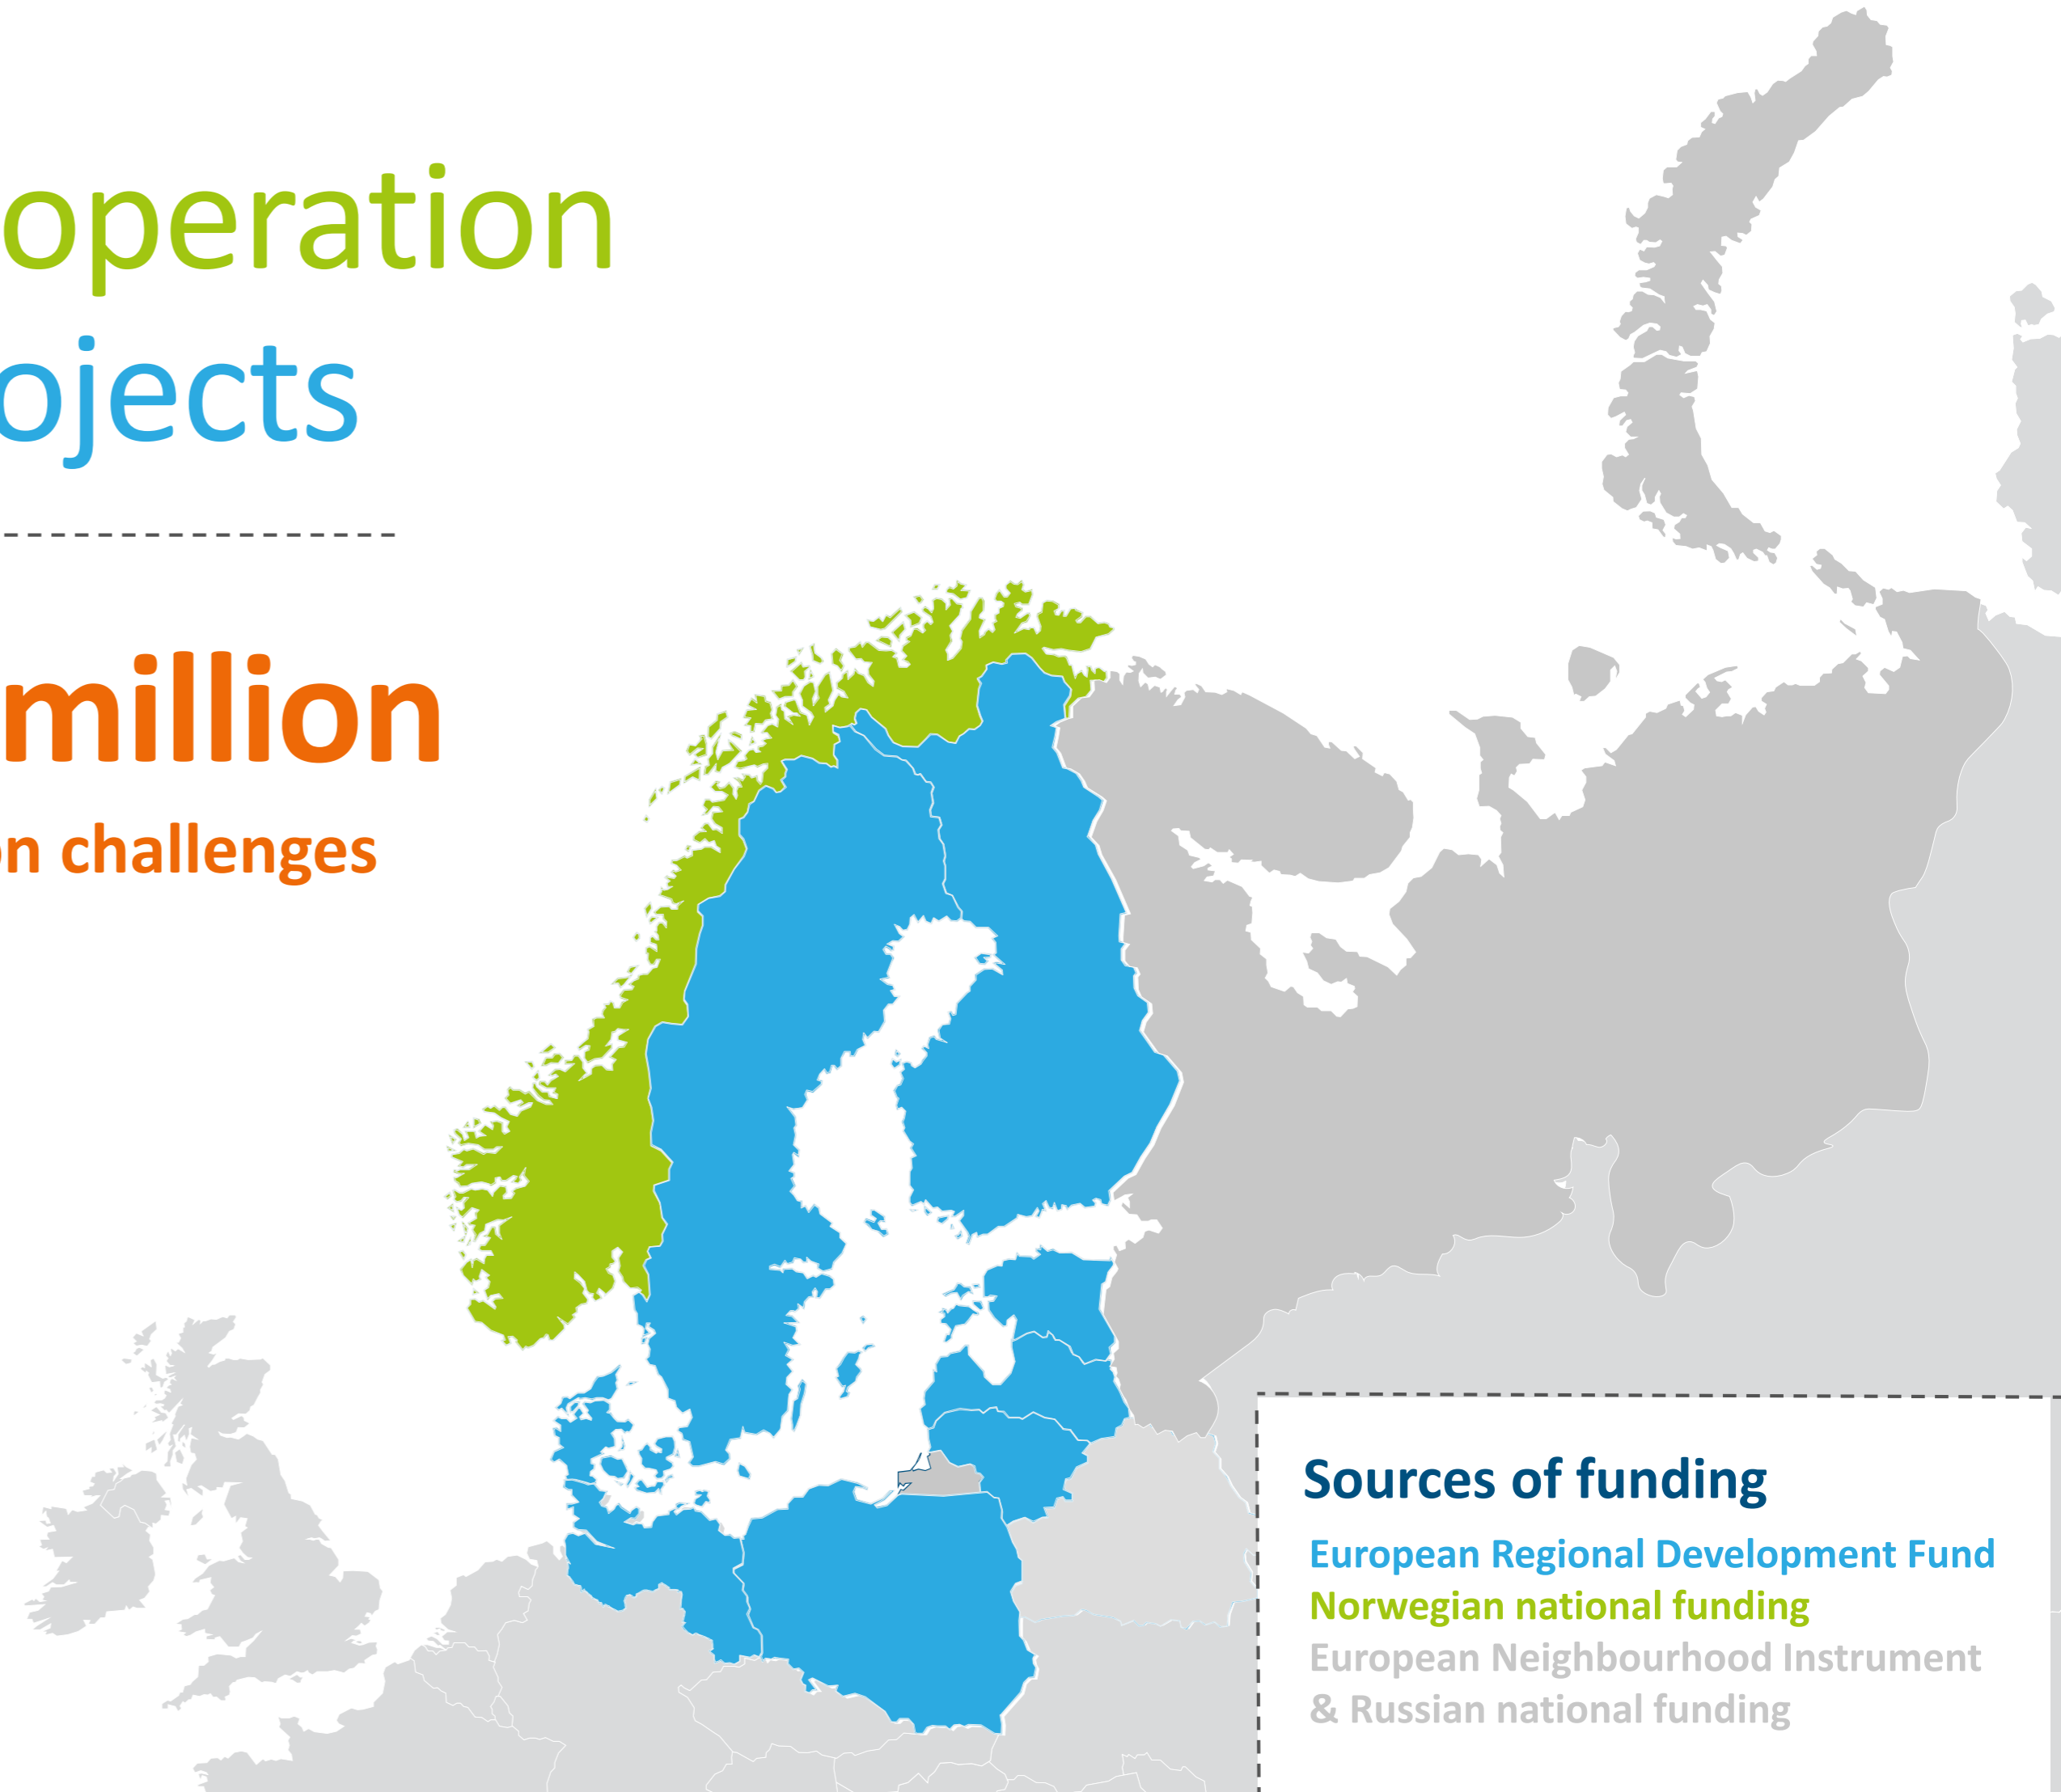 operation
ojects
million
n challenges
Sources of funding
European Regional Development Fund
Norwegian national funding
European Neighbourhood Instrument
& Russian national funding